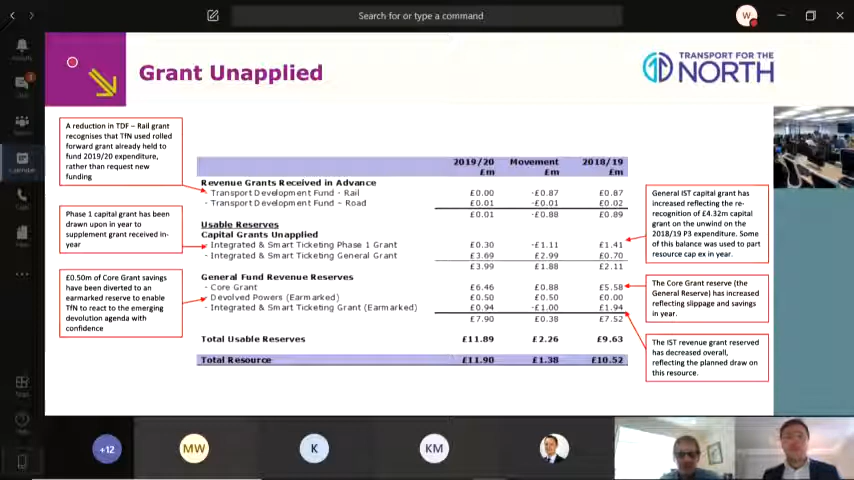 Search for or type a command
W
Grant Unapplied
TRANSPORT FOR THE
NORTH
A reduction in TDF – Rail grant
recognises that TfN used rolled
forward grant already held to
fund 2019/20 expenditure,
rather than request new
funding
Phase 1 capital grant has been
drawn upon in year to
supplement grant received in-
year
£0.50m of Core Grant savings
have been diverted to an
earmarked reserve to enable
TfN to react to the emerging
devolution agenda with
confidence
2019/20 Movement 2018/19
£m £m £m
Revenue Grants Received in Advance
- Transport Development Fund - Rail £0.00 -£0.87 £0.87
- Transport Development Fund - Road £0.01 -£0.01 £0.02
£0.01 -£0.88 £0.89
Usable Reserves
Capital Grants Unapplied
- Integrated & Smart Ticketing Phase 1 Grant £0.30 -£1.11 £1.41
- Integrated & Smart Ticketing General Grant £3.69 £2.99 £0.70
£3.99 £1.88 £2.11
General Fund Revenue Reserves
- Core Grant £6.46 £0.88 £5.58
- Devolved Powers (Earmarked) £0.50 £0.50 £0.00
- Integrated & Smart Ticketing Grant (Earmarked) £0.94 -£1.00 £1.94
£7.90 £0.38 £7.52
Total Usable Reserves £11.89 £2.26 £9.63
Total Resource £11.90 £1.38 £10.52
General IST capital grant has
increased reflecting the re-
recognition of £4.32m capital
grant on the unwind on the
2018/19 P3 expenditure. Some
of this balance was used to part
resource cap ex in year.
The Core Grant reserve (the
General Reserve) has increased
reflecting slippage and savings
in year.
The IST revenue grant reserved
has decreased overall,
reflecting the planned draw on
this resource.
+12
MW
K
KM